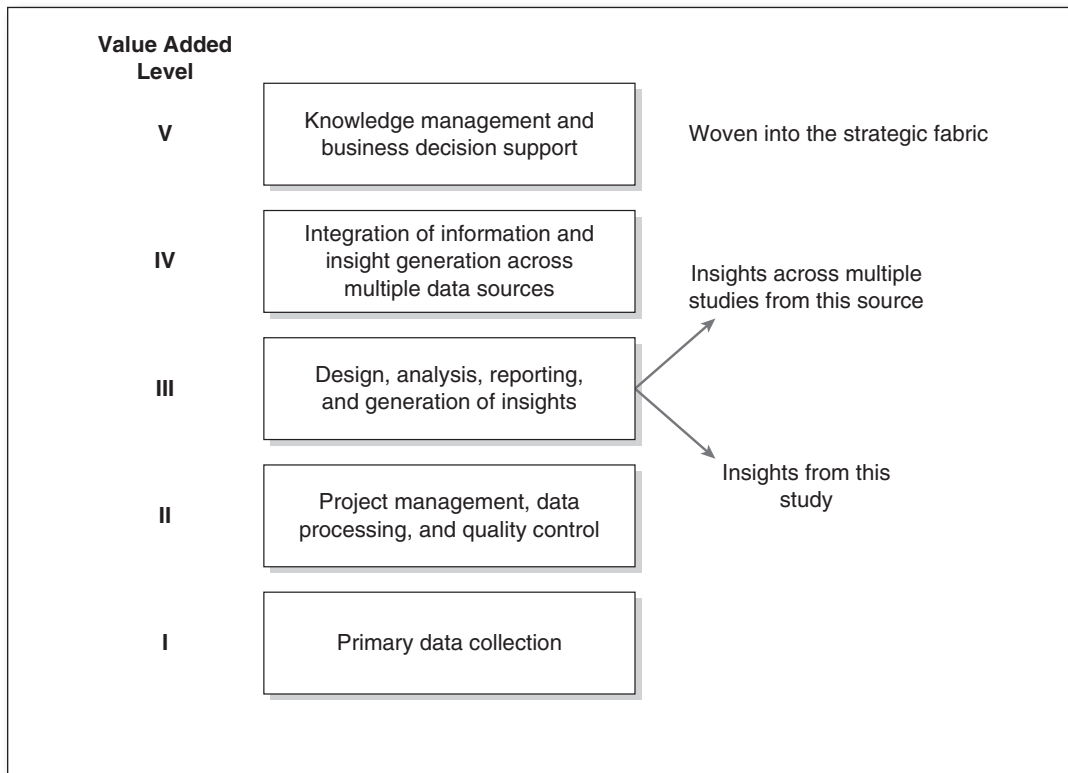 Value Added
Level
V
Knowledge management and
business decision support
Woven into the strategic fabric
IV
Integration of information and
insight generation across
multiple data sources
Insights across multiple
studies from this source
III
Design, analysis, reporting,
and generation of insights
Insights from this
study
II
Project management, data
processing, and quality control
I
Primary data collection